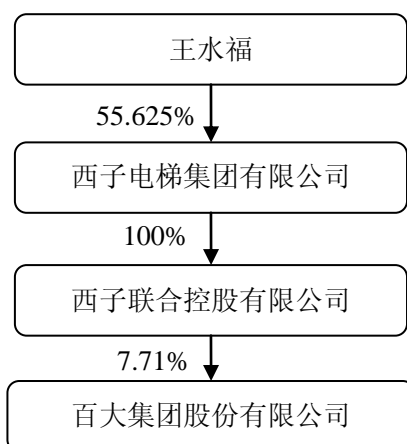 王水福
55.625%
西子电梯集团有限公司
100%
西子联合控股有限公司
7.71%
百大集团股份有限公司